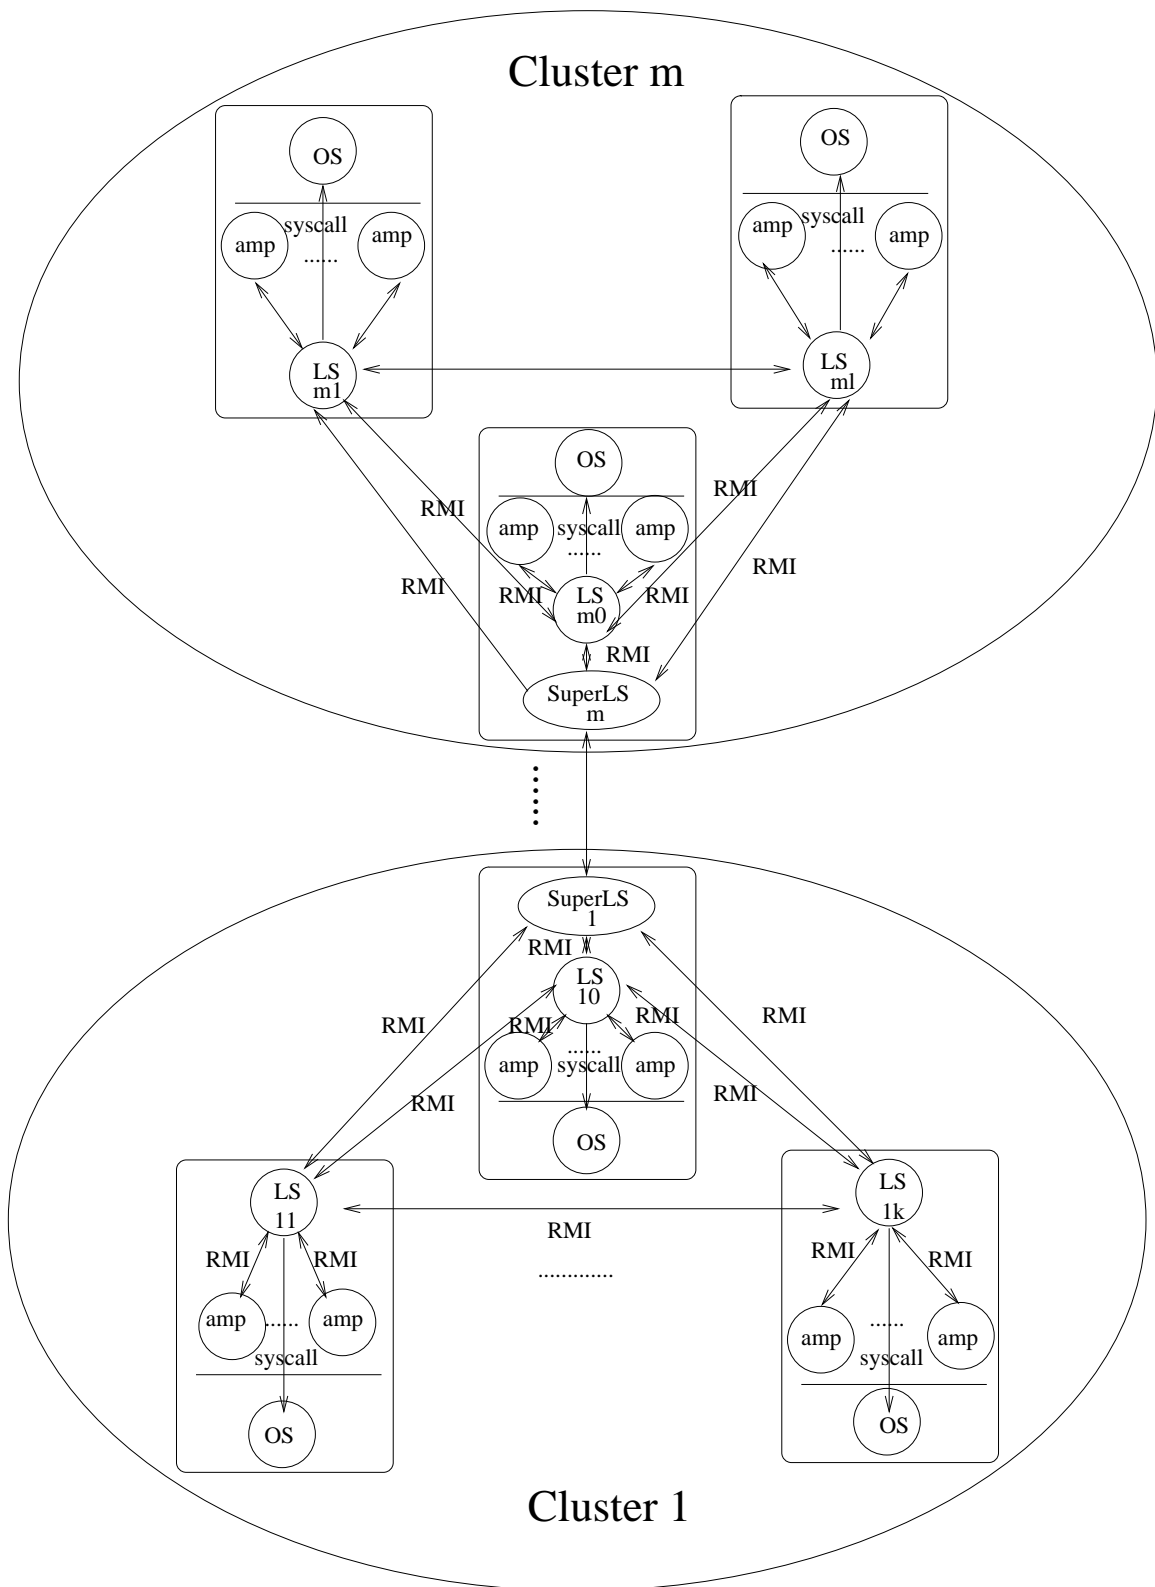 Cluster m
OS
OS
syscall
syscall
amp
amp
amp
amp
......
......
LS
m1
LS
ml
OS
RMI
RMI
amp
syscall
amp
......
RMI
RMI
RMI
LS
m0
RMI
RMI
SuperLS
m
......
SuperLS
1
RMI
LS
10
RMI
RMI
RMI
RMI
......
amp
syscall
amp
RMI
RMI
OS
LS
11
LS
1k
RMI
RMI
RMI
RMI
RMI
.............
amp
......
amp
......
amp
amp
syscall
syscall
OS
OS
Cluster 1